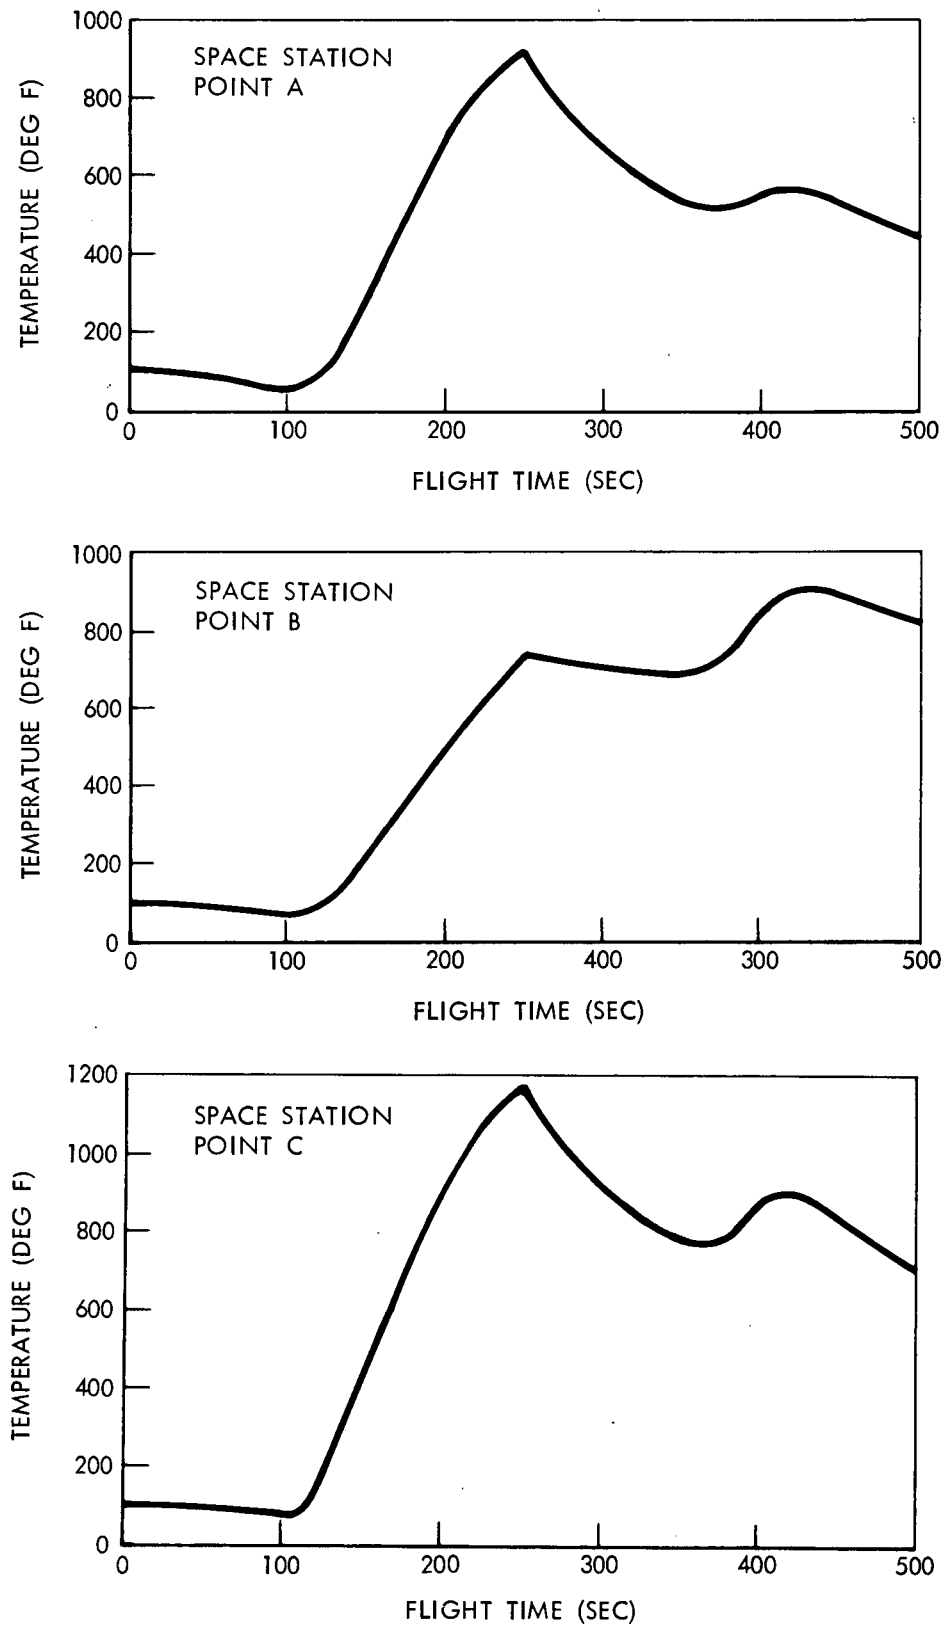 1000
SPACE STATION
POINT A
800
600
400
200
0
TEMPERATURE (DEG F)
0 100 200 300 400 500
FLIGHT TIME (SEC)
1000
SPACE STATION
POINT B
800
600
400
200
0
TEMPERATURE (DEG F)
0 100 200 400 300 500
FLIGHT TIME (SEC)
1200
SPACE STATION
POINT C
1000
800
600
400
200
0
TEMPERATURE (DEG F)
0 100 200 300 400 500
FLIGHT TIME (SEC)